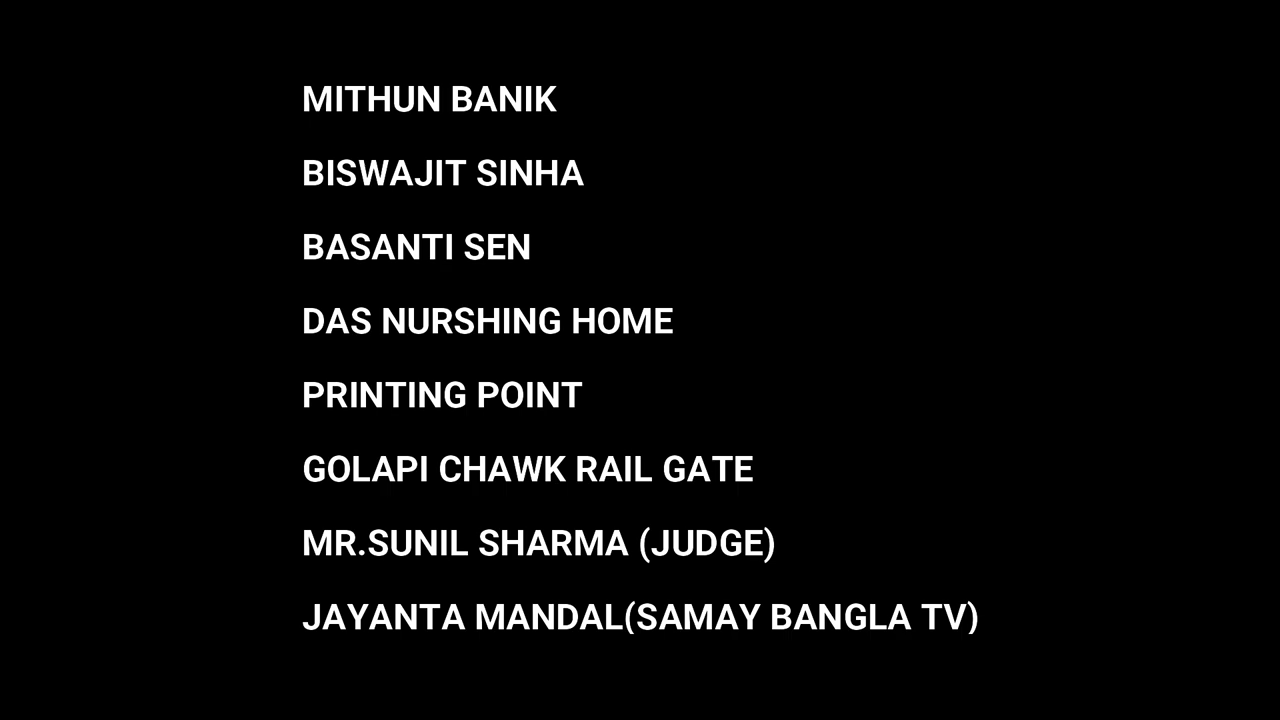 MITHUN BANIK
BISWAJIT SINHA
BASANTI SEN
DAS NURSHING HOME
PRINTING POINT
GOLAPI CHAWK RAIL GATE
MR.SUNIL SHARMA (JUDGE)
JAYANTA MANDAL(SAMAY BANGLA TV)